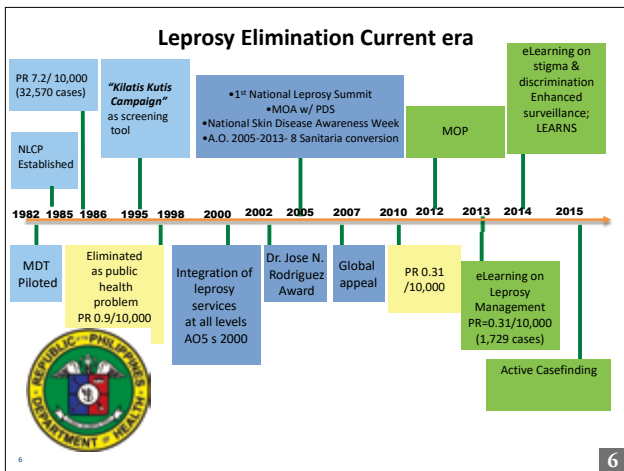 Leprosy Elimination Current era
PR 7.2/ 10,000
(32,570 cases)
NLCP
Established
“Kilatis Kutis
Campaign”
as screening
tool
•1st National Leprosy Summit
•MOA w/ PDS
•National Skin Disease Awareness Week
•A.O. 2005-2013- 8 Sanitaria conversion
MOP
eLearning on
stigma &
discrimination
Enhanced
surveillance;
LEARNS
1982 1985 1986 1995 1998 2000 2002 2005 2007 2010 2012 2013 2014 2015
MDT
Piloted
Eliminated
as public
health
problem
PR 0.9/10,000
Integration of
leprosy
services
at all levels
AO5 s 2000
Dr. Jose N.
Rodriguez
Award
Global
appeal
PR 0.31
/10,000
eLearning on
Leprosy
Management
PR=0.31/10,000
(1,729 cases)
Active Casefinding
REPUBLIC of the PHILIPPINES
DEPARTMENT of HEALTH
6
6